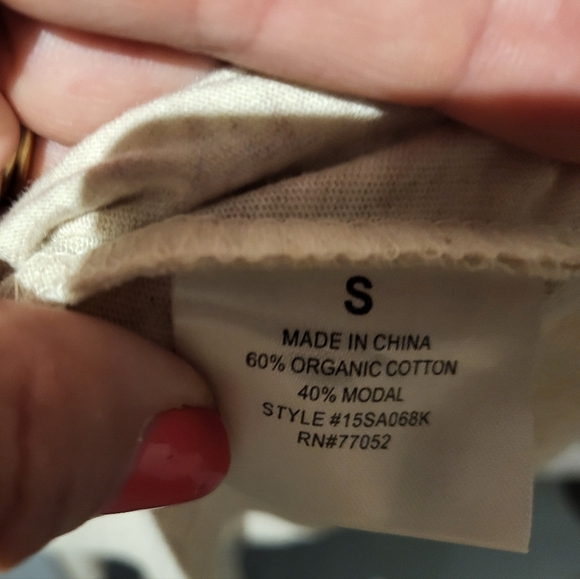 S
MADE IN CHINA
60% ORGANIC COTTON
40% MODAL
STYLE #15SA068K
RN#77052